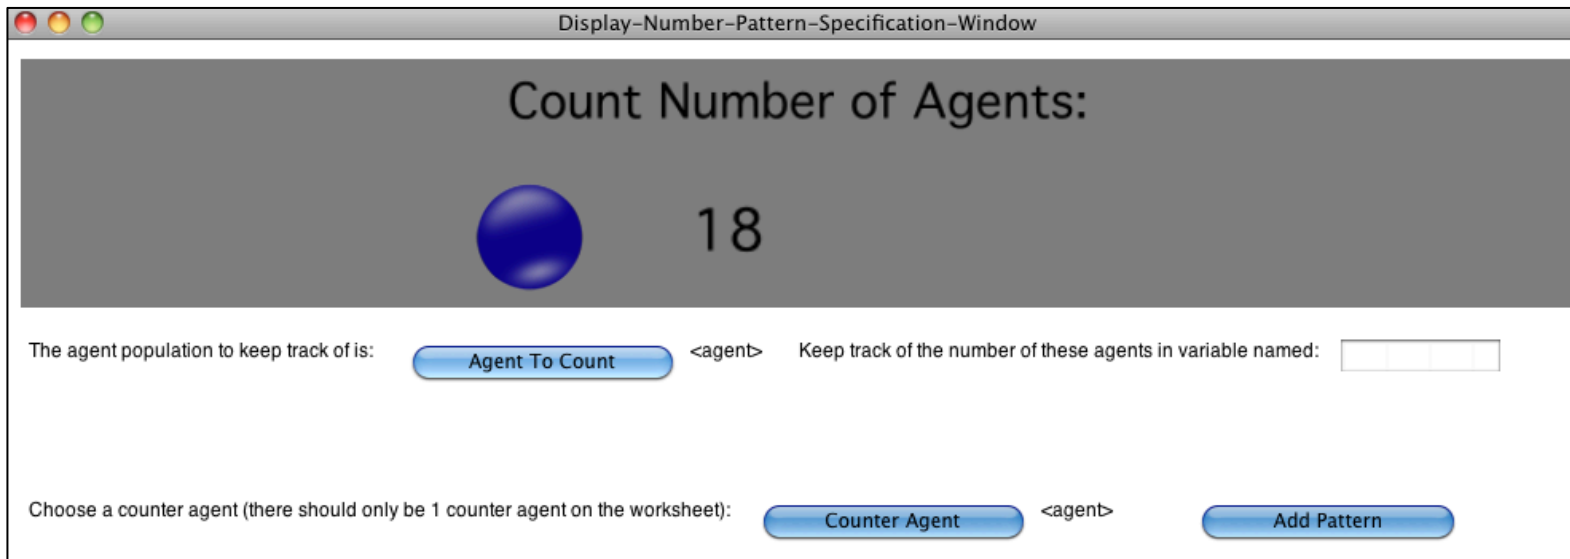 Display-Number-Pattern-Specification-Window
Count Number of Agents:
18
The agent population to keep track of is: Agent To Count <agent> Keep track of the number of these agents in variable named:
Choose a counter agent (there should only be 1 counter agent on the worksheet): Counter Agent <agent> Add Pattern